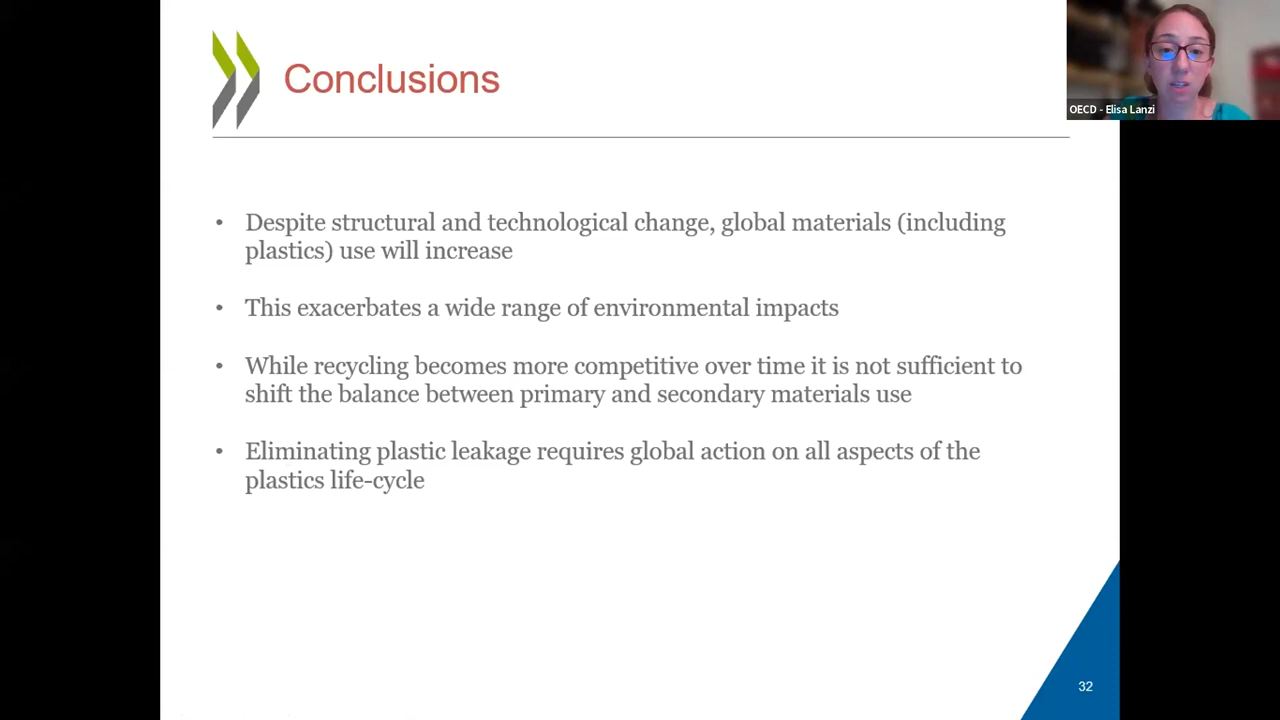 Conclusions
OECD - Elisa Lanzi
• Despite structural and technological change, global materials (including
plastics) use will increase
• This exacerbates a wide range of environmental impacts
• While recycling becomes more competitive over time it is not sufficient to
shift the balance between primary and secondary materials use
• Eliminating plastic leakage requires global action on all aspects of the
plastics life-cycle
32